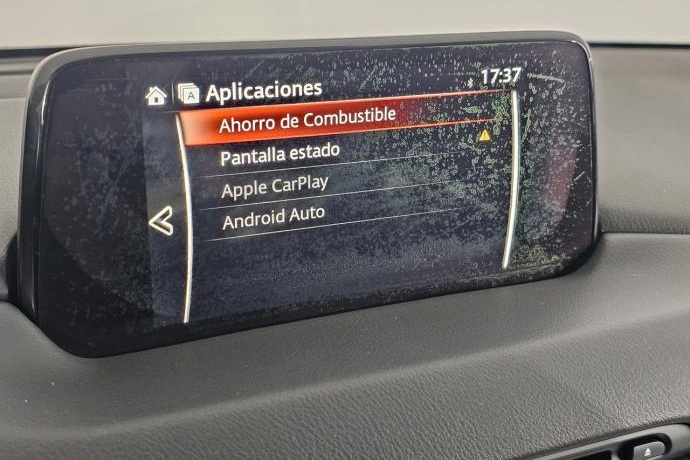 A Aplicaciones 17:37
Ahorro de Combustible
Pantalla estado
Apple CarPlay
Android Auto